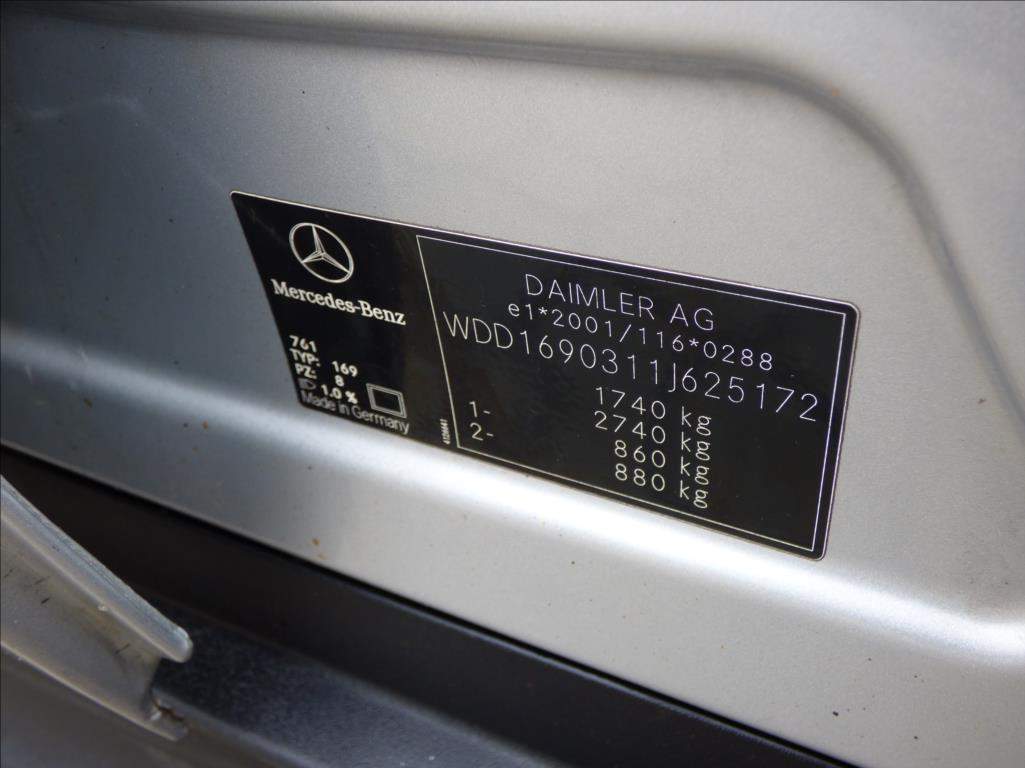 Mercedes-Benz
761
TYP: 169
PZ: 8
1.0 %
Made in Germany
DAIMLER AG
e1*2001/116*0288
WDD1690311J625172
1740 kg
1- 2740 kg
2- 860 kg
880 kg